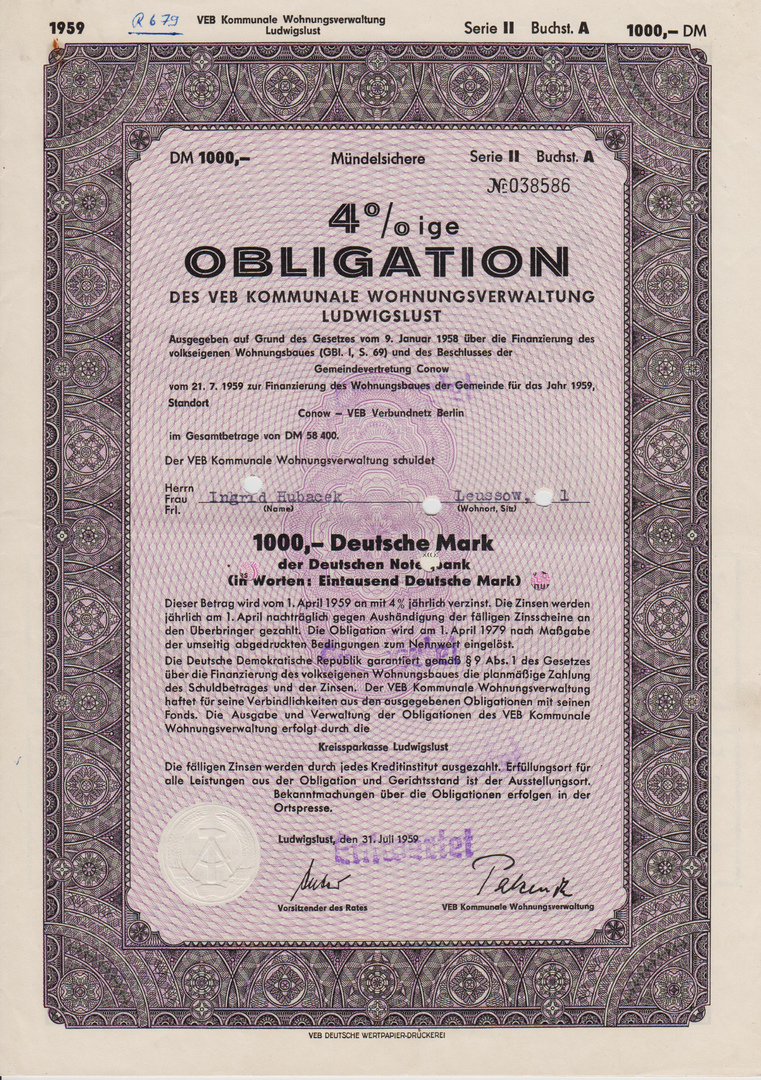 1959
R 679
VEB Kommunale Wohnungsverwaltung
Ludwigslust
Serie II Buchst. A 1000,— DM
DM 1000,— Mündelsichere Serie II Buchst. A
№ 038586
4%ige
OBLIGATION
DES VEB KOMMUNALE WOHNUNGSVERWALTUNG
LUDWIGSLUST
Ausgegeben auf Grund des Gesetzes vom 9. Januar 1958 über die Finanzierung des
volkseigenen Wohnungsbaues (GBl. I, S. 69) und des Beschlusses der
Gemeindevertretung Conow
vom 21. 7. 1959 zur Finanzierung des Wohnungsbaues der Gemeinde für das Jahr 1959,
Standort
Conow — VEB Verbundnetz Berlin
im Gesamtbetrage von DM 58 400.
Der VEB Kommunale Wohnungsverwaltung schuldet
Herrn
Frau Ingrid Hubacek Leussow, 1
Frl. (Name) (Wohnort, Sitz)
1000,— Deutsche Mark
der Deutschen Notenbank
(in Worten: Eintausend Deutsche Mark)
Dieser Betrag wird vom 1. April 1959 an mit 4% jährlich verzinst. Die Zinsen werden
jährlich am 1. April nachträglich gegen Aushändigung der fälligen Zinsscheine an
den Überbringer gezahlt. Die Obligation wird am 1. April 1979 nach Maßgabe
der umseitig abgedruckten Bedingungen zum Nennwert eingelöst.
Die Deutsche Demokratische Republik garantiert gemäß § 9 Abs. 1 des Gesetzes
über die Finanzierung des volkseigenen Wohnungsbaues die planmäßige Zahlung
des Schuldbetrages und der Zinsen. Der VEB Kommunale Wohnungsverwaltung
haftet für seine Verbindlichkeiten aus den ausgegebenen Obligationen mit seinen
Fonds. Die Ausgabe und Verwaltung der Obligationen des VEB Kommunale
Wohnungsverwaltung erfolgt durch die
Kreissparkasse Ludwigslust
Die fälligen Zinsen werden durch jedes Kreditinstitut ausgezahlt. Erfüllungsort für
alle Leistungen aus der Obligation und Gerichtsstand ist der Ausstellungsort.
Bekanntmachungen über die Obligationen erfolgen in der
Ortspresse.
Ludwigslust, den 31. Juli 1959
Entwertet
Vorsitzender des Rates VEB Kommunale Wohnungsverwaltung
VEB DEUTSCHE WERTPAPIER-DRUCKEREI